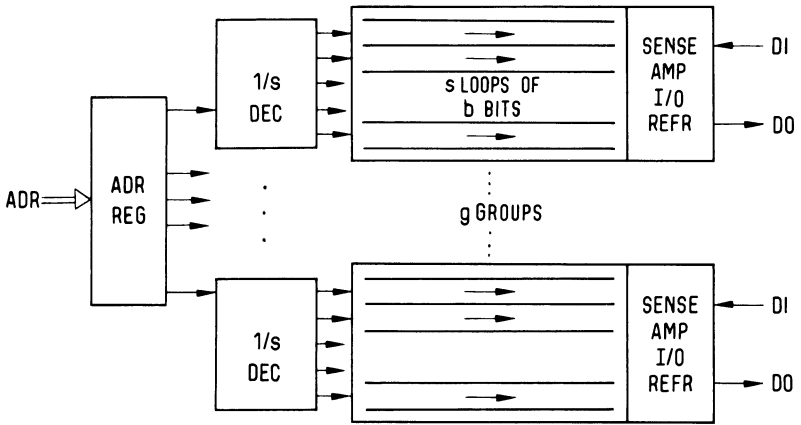 1/s
DEC
s LOOPS OF
b BITS
SENSE
AMP
I/O
REFR
DI
DO
ADR
ADR
REG
g GROUPS
1/s
DEC
SENSE
AMP
I/O
REFR
DI
DO